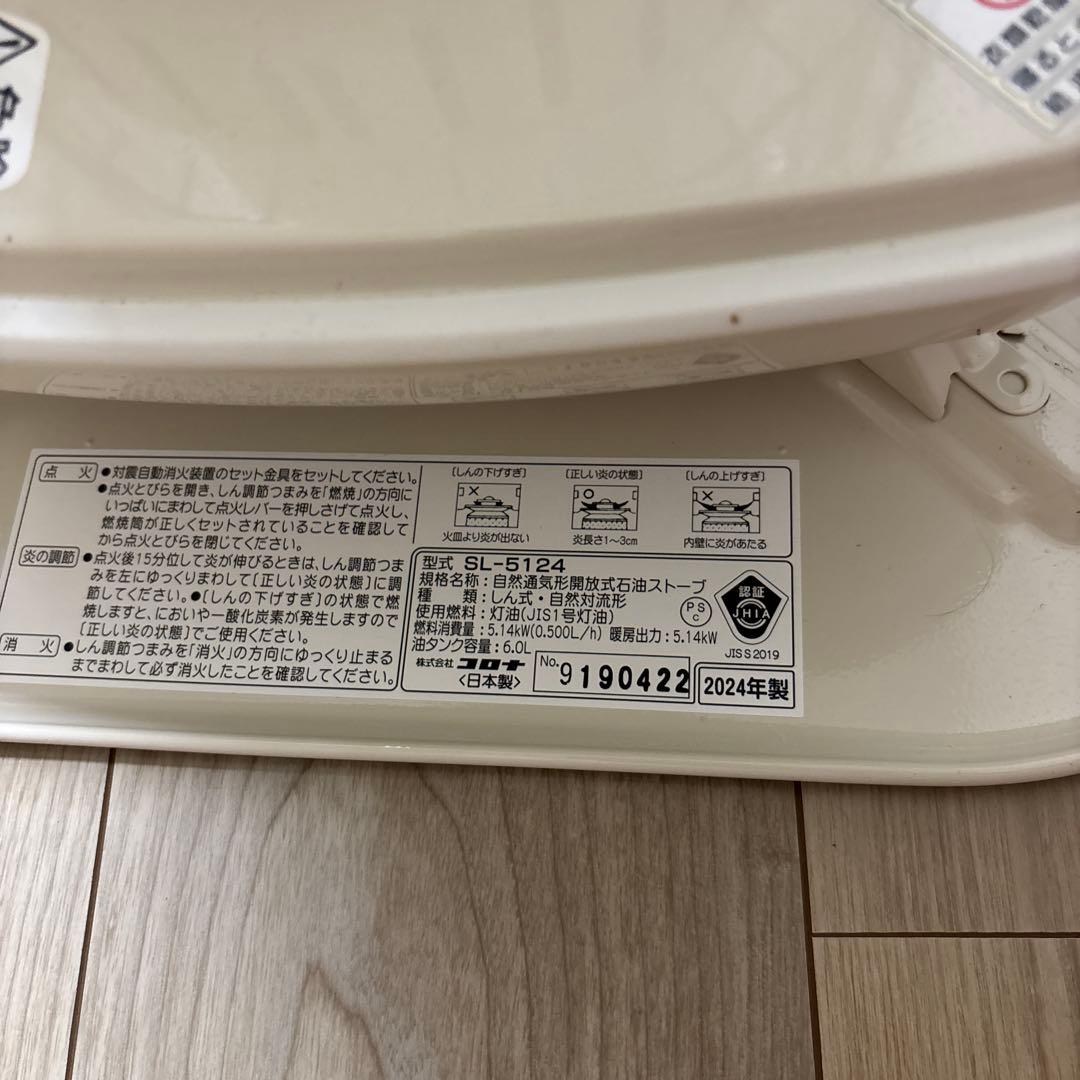 点火
●対震自動消火装置のセット金具をセットしてください。
●点火とびらを開き、しん調節つまみを「燃焼」の方向に
いっぱいにまわして点火レバーを押しさげて点火し、
燃焼筒が正しくセットされていることを確認して
から点火とびらを閉じてください。
炎の調節
●点火後15分位して炎が伸びるときは、しん調節つま
みを左にゆっくりまわして〔正しい炎の状態〕に調
節してください。●〔しんの下げすぎ〕の状態で燃
焼しますと、においや一酸化炭素が発生しますので
〔正しい炎の状態〕でご使用ください。
消火
●しん調節つまみを「消火」の方向にゆっくり止まる
までまわして必ず消火したことを確認してください。
〔しんの下げすぎ〕
火皿より炎が出ない
〔正しい炎の状態〕
炎長さ1~3cm
〔しんの上げすぎ〕
内壁に炎があたる
型式 SL-5124
規格名称:自然通気形開放式石油ストーブ
種類:しん式・自然対流形
使用燃料:灯油(JIS1号灯油)
燃料消費量:5.14kW(0.500L/h) 暖房出力:5.14kW
油タンク容量:6.0L
株式会社 コロナ
〈日本製〉
No.9190422
2024年製
PS
C
認証
JHIA
JIS S 2019